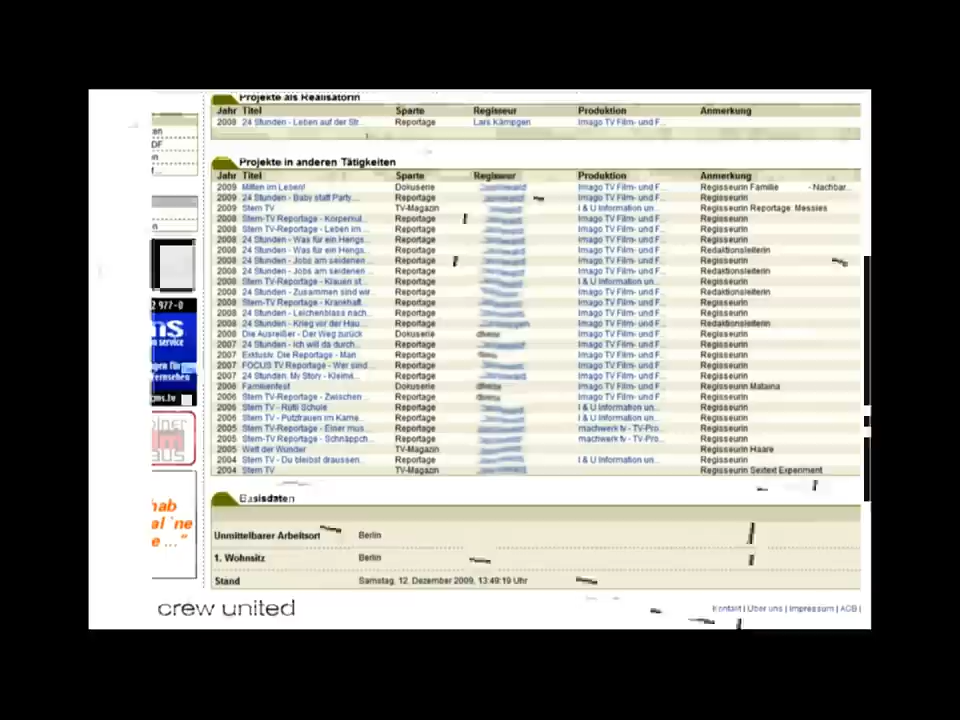 Projekte als Realisatorin
Jahr Titel Sparte Regisseur Produktion Anmerkung
2009 24 Stunden - Leben auf der Str... Reportage Lars Kämpgen Imago TV Film- und F...
Projekte in anderen Tätigkeiten
Jahr Titel Sparte Regisseur Produktion Anmerkung
2009 Mitten im Leben! Dokuserie Imago TV Film- und F... Regisseurin Familie - Nachbar...
2009 24 Stunden - Baby statt Party... Reportage Imago TV Film- und F... Regisseurin
2009 Stern TV TV-Magazin I & U Information un... Regisseurin Reportage: Messies
2008 Stern-TV Reportage - Körperkul... Reportage Imago TV Film- und F... Regisseurin
2008 Stern TV-Reportage - Leben im ... Reportage Imago TV Film- und F... Regisseurin
2008 24 Stunden - Was für ein Hengs... Reportage Imago TV Film- und F... Regisseurin
2008 24 Stunden - Was für ein Hengs... Reportage Imago TV Film- und F... Redaktionsleiterin
2008 24 Stunden - Jobs am seidenen ... Reportage Imago TV Film- und F... Regisseurin
2008 24 Stunden - Jobs am seidenen ... Reportage Imago TV Film- und F... Redaktionsleiterin
2008 Stern TV-Reportage - Klauen st... Reportage I & U Information un... Regisseurin
2008 24 Stunden - Zusammen sind wir... Reportage Imago TV Film- und F... Redaktionsleiterin
2008 Stern-TV Reportage - Krankhaft... Reportage Imago TV Film- und F... Regisseurin
2008 24 Stunden - Leichenblass nach... Reportage Imago TV Film- und F... Regisseurin
2008 24 Stunden - Krieg vor der Hau... Reportage Imago TV Film- und F... Redaktionsleiterin
2008 Die Ausreißer - Der Weg zurück Dokuserie diverse Imago TV Film- und F... Regisseurin
2007 24 Stunden - Ich will da durch... Reportage Imago TV Film- und F... Regisseurin
2007 Exklusiv. Die Reportage - Man Reportage Imago TV Film- und F... Regisseurin
2007 FOCUS TV Reportage - Wer sind... Reportage Imago TV Film- und F... Regisseurin
2007 24 Stunden: My Story - Kleine... Reportage Imago TV Film- und F... Regisseurin
2006 Familienfest Dokuserie diverse Imago TV Film- und F... Regisseurin Mataina
2006 Stern TV-Reportage - Zwischen... Reportage diverse Imago TV Film- und F... Regisseurin
2006 Stern TV - Rütli Schule Reportage I & U Information un... Regisseurin
2006 Stern TV - Putzfrauen im Kame... Reportage I & U Information un... Regisseurin
2005 Stern TV-Reportage - Einer mus... Reportage machwerk tv - TV-Pro... Regisseurin
2005 Stern-TV Reportage - Schnäppch... Reportage machwerk tv - TV-Pro... Regisseurin
2005 Welt der Wunder TV-Magazin Regisseurin Haare
2004 Stern TV - Du bleibst draussen... Reportage I & U Information un... Regisseurin
2004 Stern TV TV-Magazin Regisseurin Sextext Experiment
Basisdaten
Unmittelbarer Arbeitsort Berlin
1. Wohnsitz Berlin
Stand Samstag, 12. Dezember 2009, 13:49:19 Uhr
crew united
Kontakt | Über uns | Impressum | AGB |